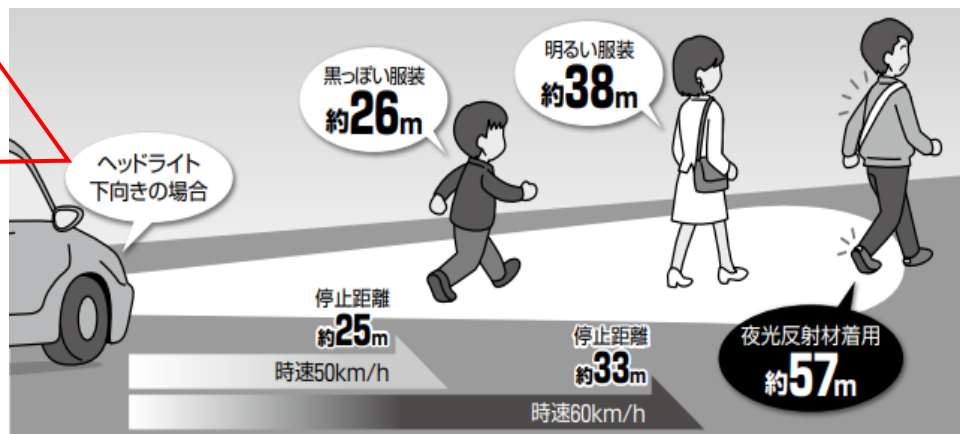 黒っぽい服装
約26m
明るい服装
約38m
ヘッドライト
下向きの場合
停止距離
約25m
時速50km/h
停止距離
約33m
時速60km/h
夜光反射材着用
約57m